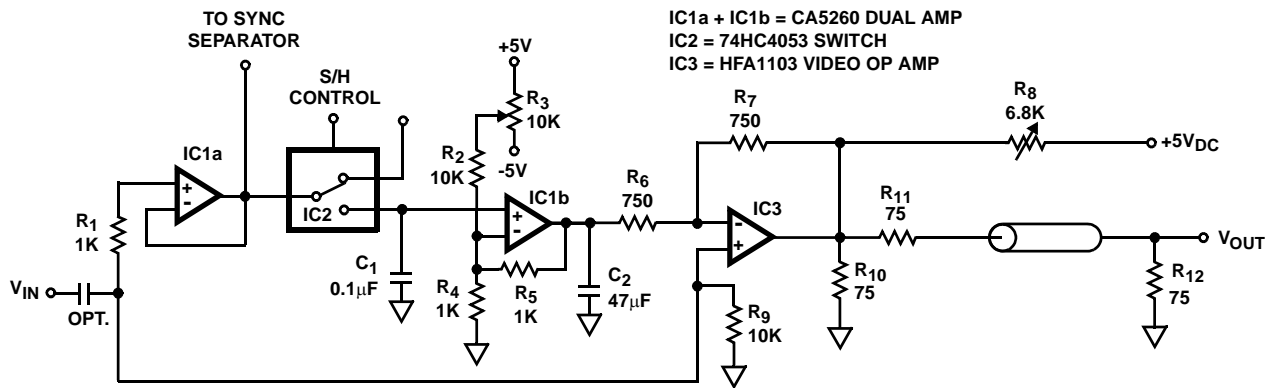 TO SYNC
SEPARATOR
IC1a + IC1b = CA5260 DUAL AMP
IC2 = 74HC4053 SWITCH
IC3 = HFA1103 VIDEO OP AMP
S/H
CONTROL
+5V
R3
10K
-5V
R2
10K
R7
750
R8
6.8K
+5VDC
IC1a
+
-
R1
1K
IC2
IC1b
+
-
R6
750
IC3
-
+
R11
75
VOUT
C1
0.1μF
R4
1K
R5
1K
C2
47μF
R10
75
R12
75
R9
10K
VIN
OPT.